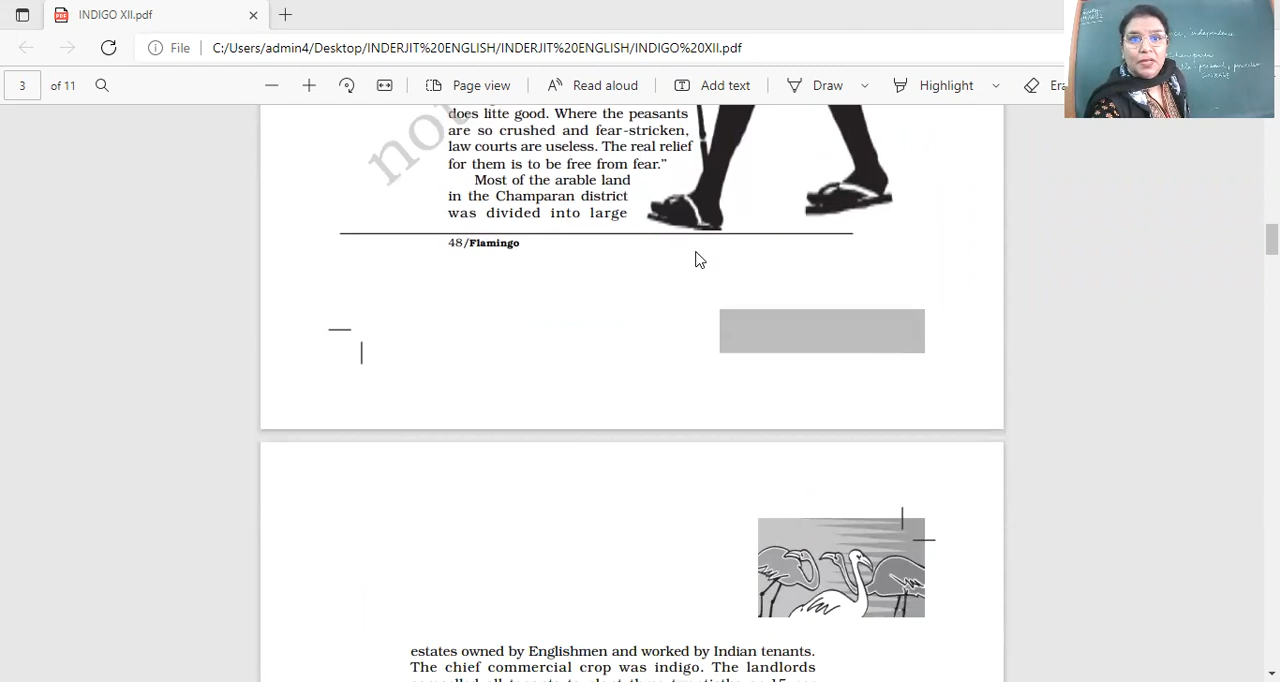 INDIGO XII.pdf
File
C:/Users/admin4/Desktop/INDERJIT%20ENGLISH/INDERJIT%20ENGLISH/INDIGO%20XII.pdf
3 of 11
Page view
Read aloud
Add text
Draw
Highlight
Era
does litte good. Where the peasants
are so crushed and fear-stricken,
law courts are useless. The real relief
for them is to be free from fear.”
Most of the arable land
in the Champaran district
was divided into large
48/Flamingo
not
estates owned by Englishmen and worked by Indian tenants.
The chief commercial crop was indigo. The landlords